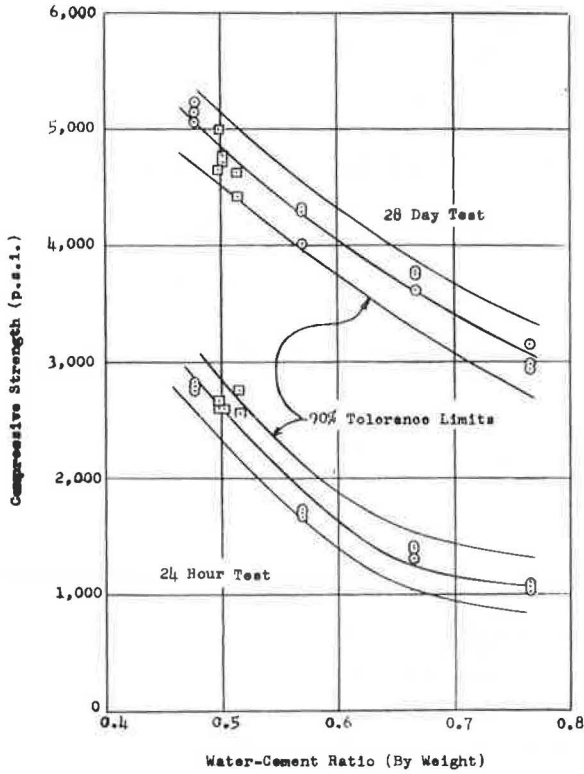 6,000
5,000
4,000
3,000
2,000
1,000
0
Compressive Strength (p.s.i.)
28 Day Test
90% Tolerance Limits
24 Hour Test
0.4
0.5
0.6
0.7
0.8
Water-Cement Ratio (By Weight)